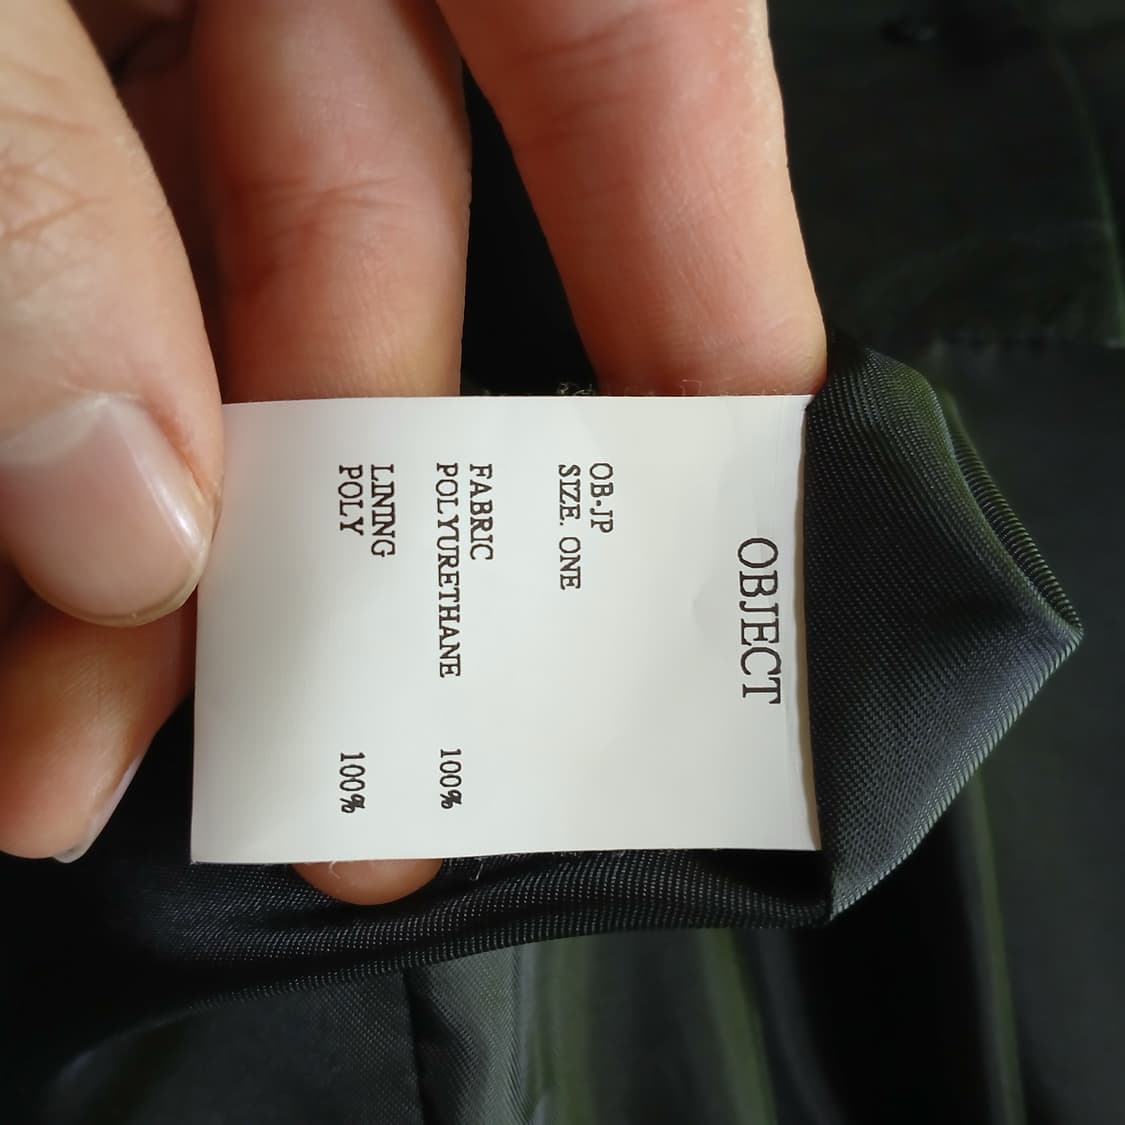 OBJECT
OB-JP
SIZE. ONE
FABRIC
POLYURETHANE 100%
LINING
POLY 100%